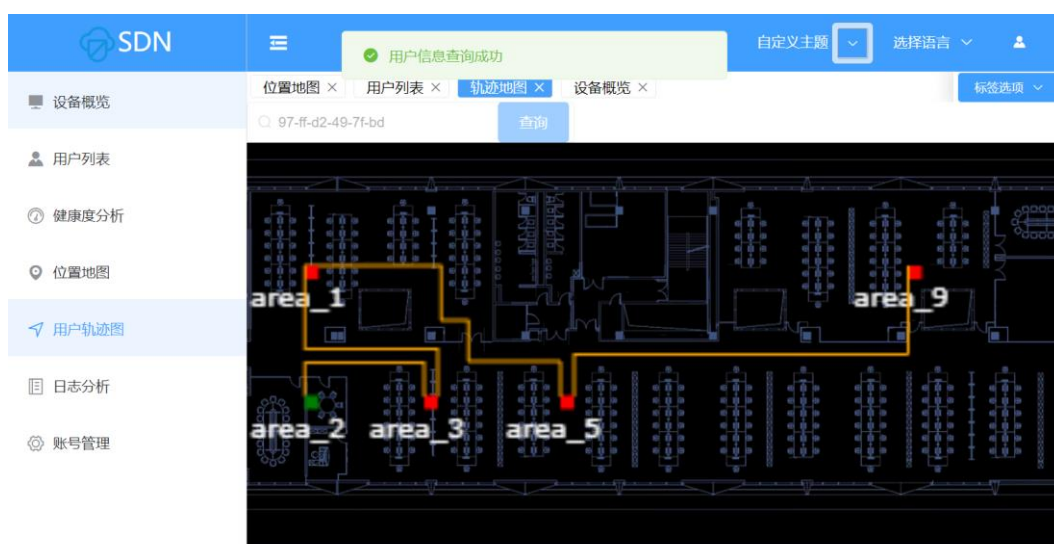 SDN
用户信息查询成功
自定义主题
选择语言
位置地图 ×
用户列表 ×
轨迹地图 ×
设备概览 ×
标签选项
97-ff-d2-49-7f-bd
查询
设备概览
用户列表
健康度分析
位置地图
用户轨迹图
日志分析
账号管理
area_1
area_9
area_2
area_3
area_5